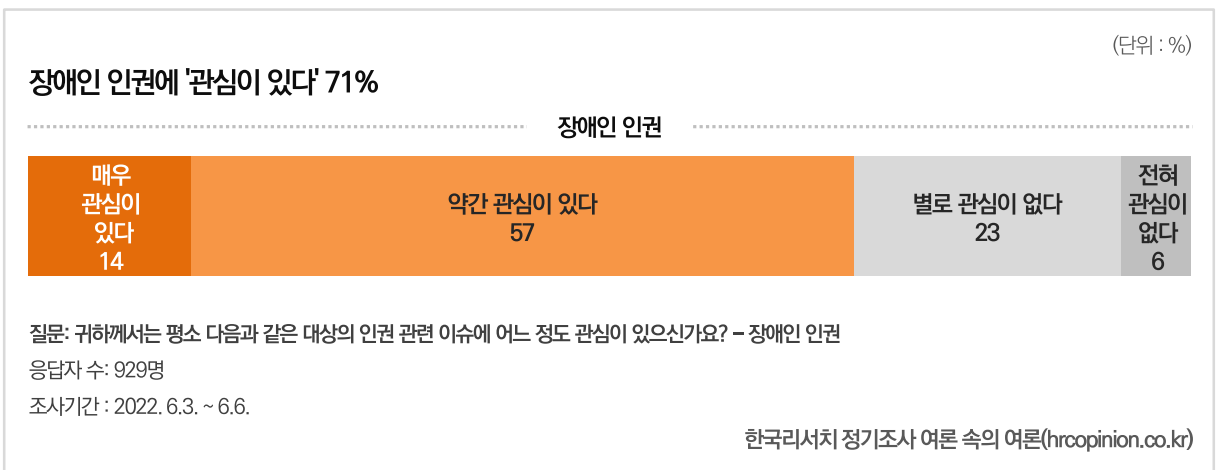 (단위 : %)
장애인 인권에 '관심이 있다' 71%
장애인 인권
매우
관심이
있다
14
약간 관심이 있다
57
별로 관심이 없다
23
전혀
관심이
없다
6
질문: 귀하께서는 평소 다음과 같은 대상의 인권 관련 이슈에 어느 정도 관심이 있으신가요? – 장애인 인권
응답자 수: 929명
조사기간 : 2022. 6.3. ~ 6.6.
한국리서치 정기조사 여론 속의 여론(hrcopinion.co.kr)